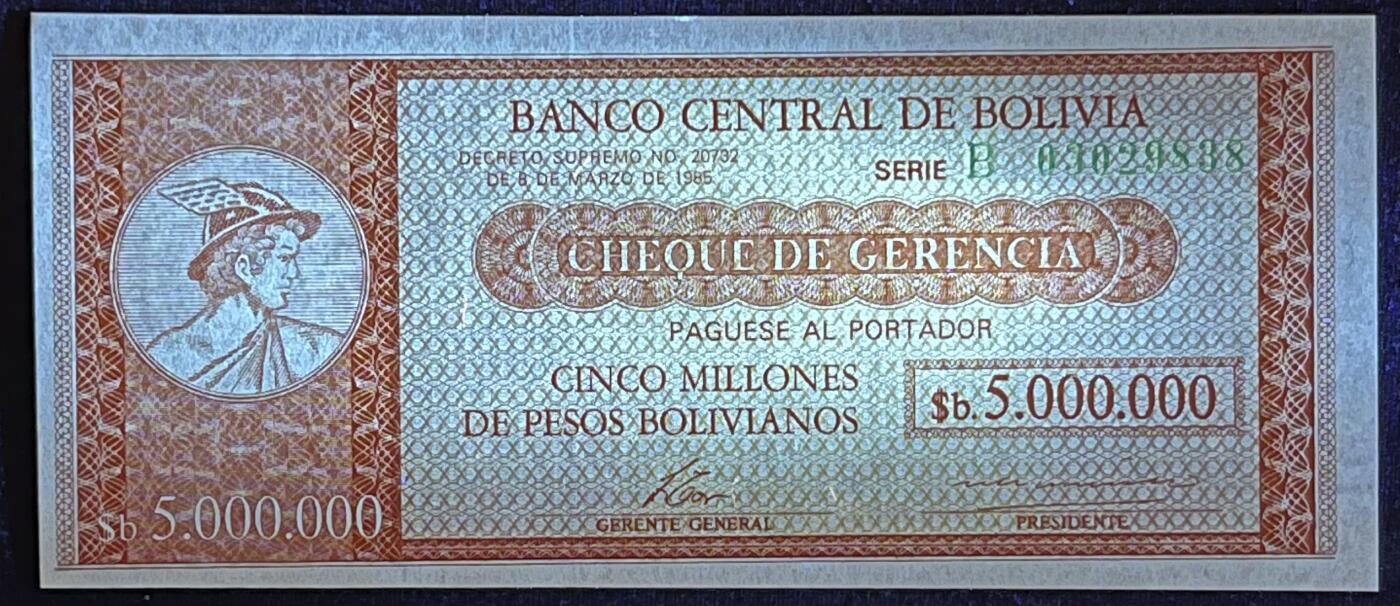 BANCO CENTRAL DE BOLIVIA
DECRETO SUPREMO NO. 20732
DE 8 DE MARZO DE 1985
SERIE B 03029838
CHEQUE DE GERENCIA
PAGUESE AL PORTADOR
CINCO MILLONES
DE PESOS BOLIVIANOS
$b. 5.000.000
GERENTE GENERAL
PRESIDENTE
$b 5.000.000